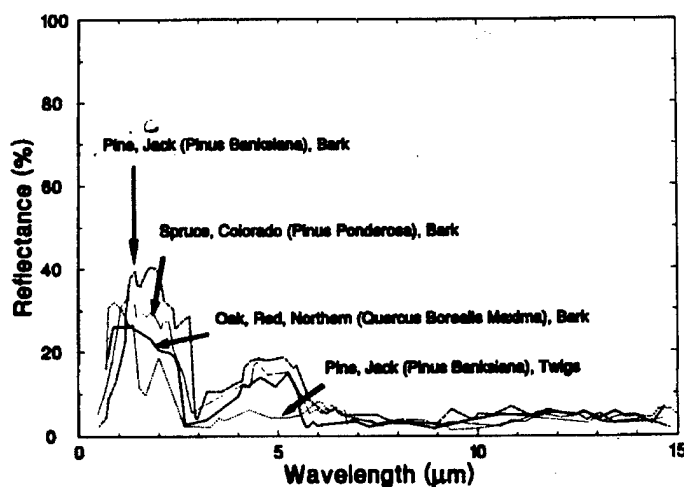 100
80
60
40
20
0
Reflectance (%)
Pine, Jack (Pinus Banksiana), Bark
Spruce, Colorado (Pinus Ponderosa), Bark
Oak, Red, Northern (Quercus Borealis Maxima), Bark
Pine, Jack (Pinus Banksiana), Twigs
0 5 10 15
Wavelength (μm)